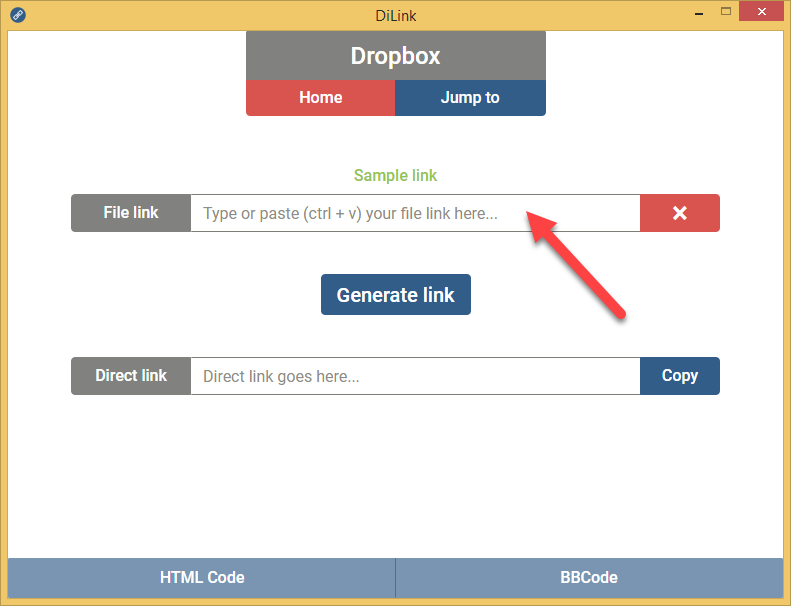 DiLink
Dropbox
Home Jump to
Sample link
File link Type or paste (ctrl + v) your file link here...
Generate link
Direct link Direct link goes here... Copy
HTML Code BBCode